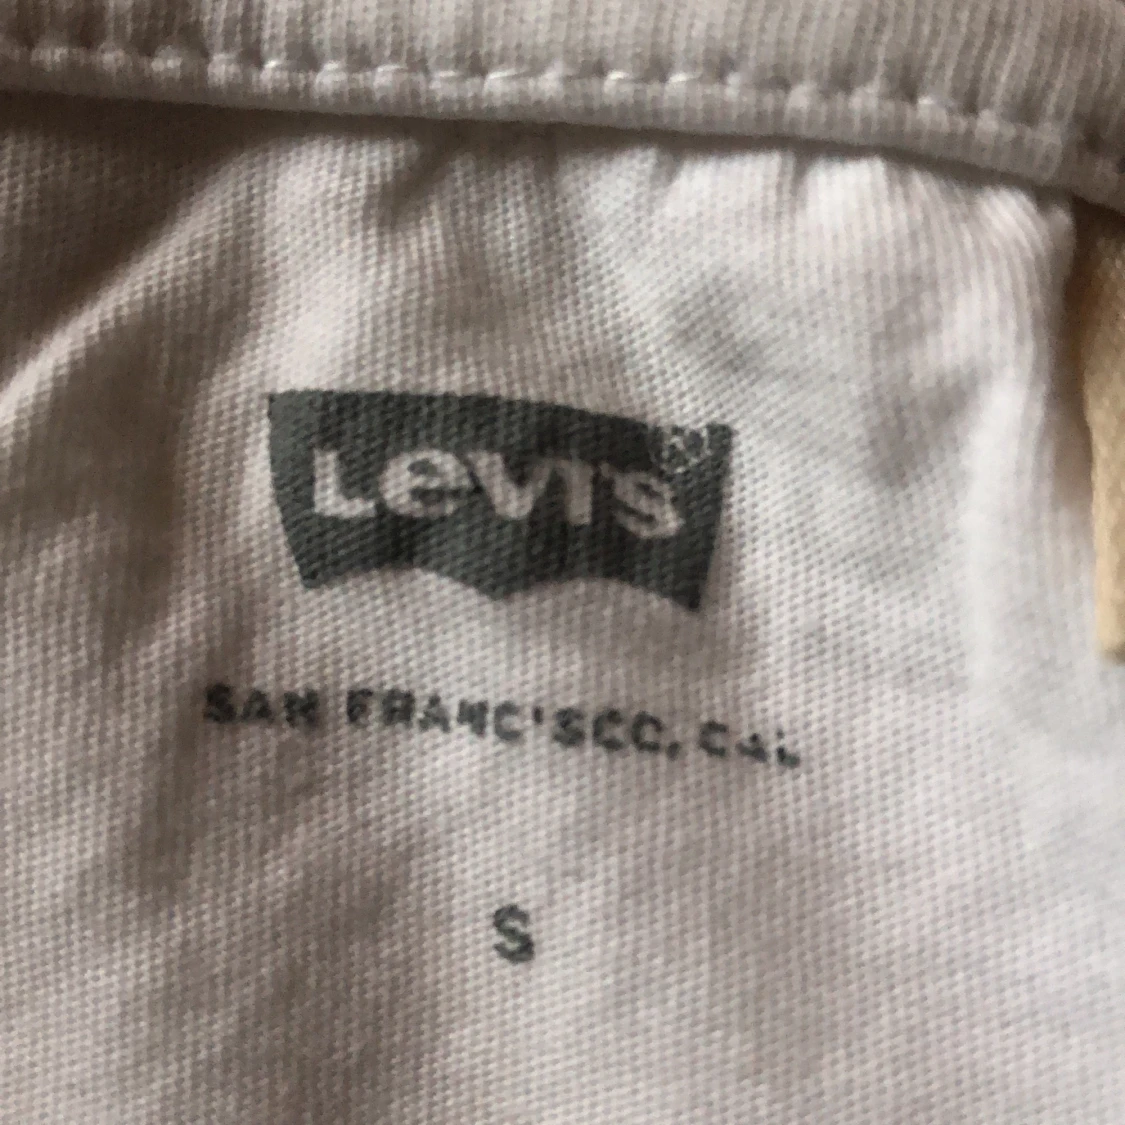 Levi's ®
SAN FRANCISCO, CAL
S